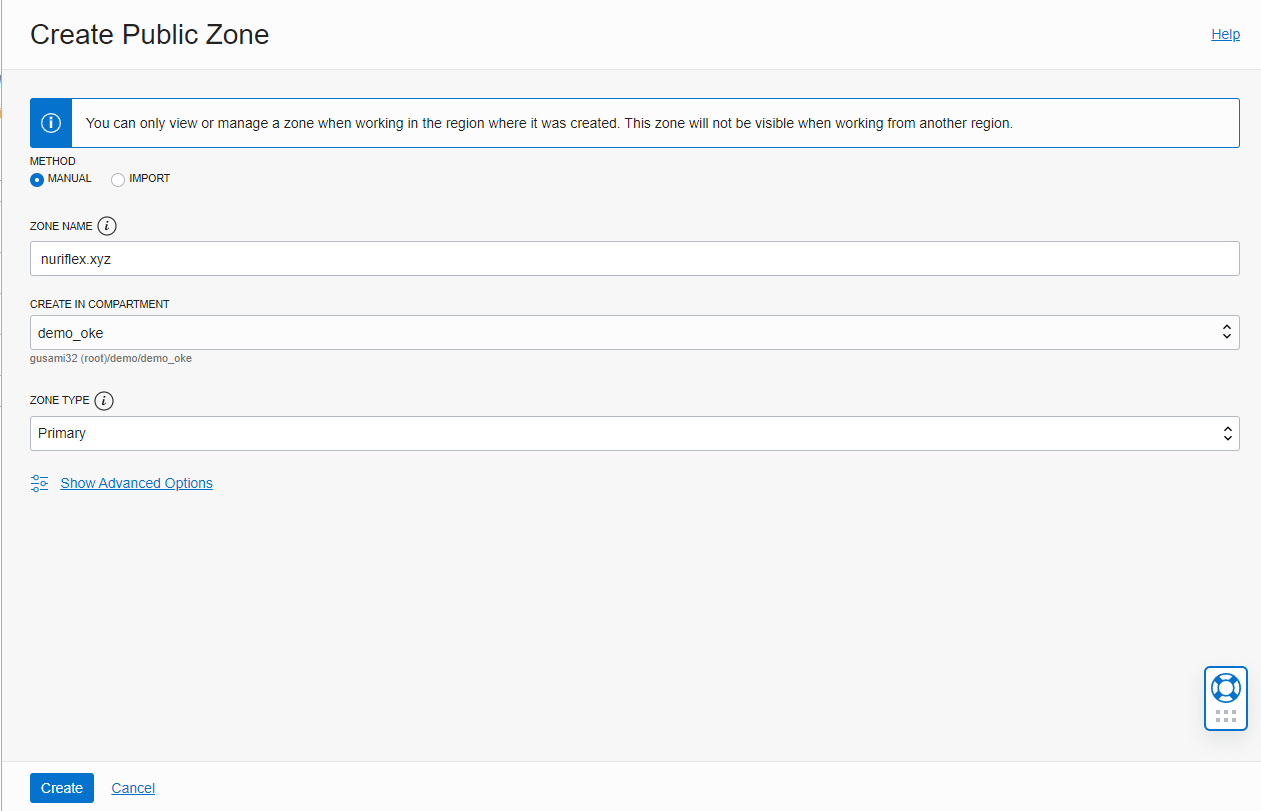 Create Public Zone
Help
You can only view or manage a zone when working in the region where it was created. This zone will not be visible when working from another region.
METHOD
MANUAL IMPORT
ZONE NAME
nuriflex.xyz
CREATE IN COMPARTMENT
demo_oke
gusami32 (root)/demo/demo_oke
ZONE TYPE
Primary
Show Advanced Options
Create Cancel